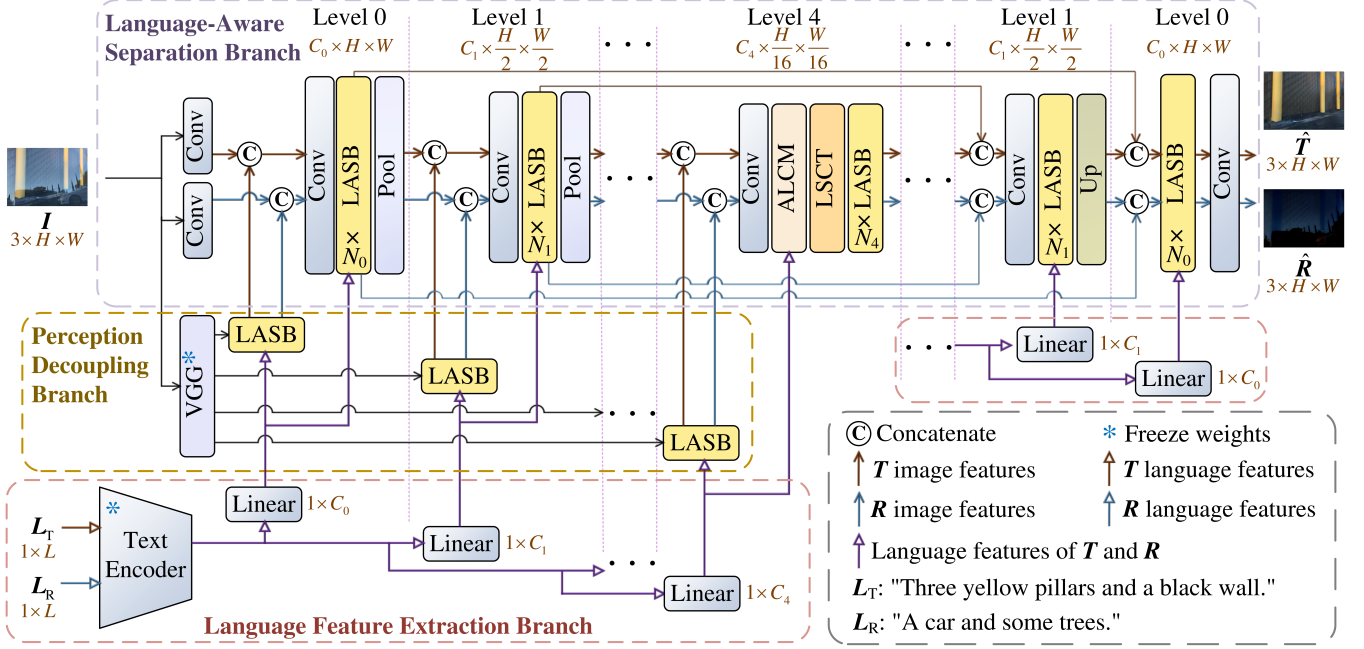 Language-Aware
Separation Branch
Level 0
C₀ × H × W
Level 1
C₁ × H/2 × W/2
. . .
Level 4
C₄ × H/16 × W/16
. . .
Level 1
C₁ × H/2 × W/2
Level 0
C₀ × H × W
I
3 × H × W
Conv
Conv
C
C
Conv
LASB
× N₀
Pool
C
C
Conv
LASB
× N₁
Pool
. . .
C
C
Conv
ALCM
LSCT
LASB
× N₄
. . .
C
C
Conv
LASB
× N₁
Up
C
C
LASB
× N₀
Conv
T̂
3 × H × W
R̂
3 × H × W
Perception
Decoupling
Branch
VGG*
LASB
LASB
. . .
LASB
. . .
Linear 1 × C₁
Linear 1 × C₀
L_T
1 × L
L_R
1 × L
*
Text
Encoder
Linear 1 × C₀
Linear 1 × C₁
. . .
Linear 1 × C₄
Language Feature Extraction Branch
C Concatenate
* Freeze weights
T image features
T language features
R image features
R language features
Language features of T and R
L_T: "Three yellow pillars and a black wall."
L_R: "A car and some trees."